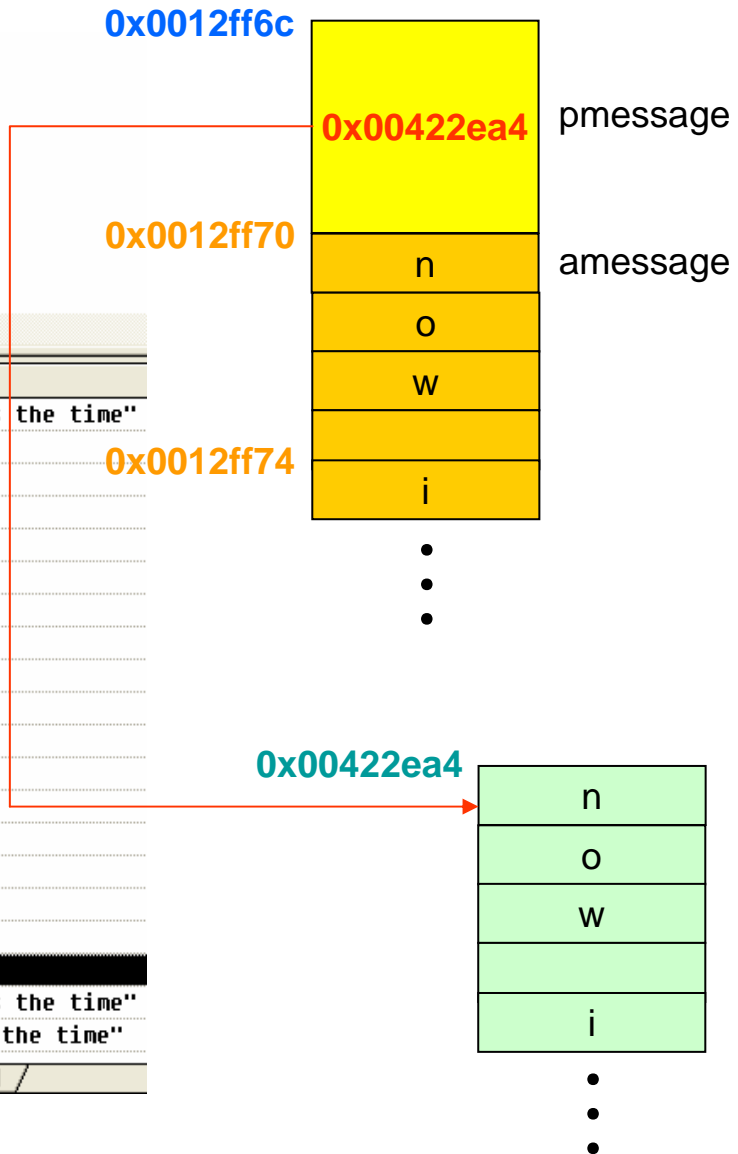 0x0012ff6c
0x00422ea4
pmessage
0x0012ff70
n
amessage
o
w
the time"
0x0012ff74
i
0x00422ea4
n
o
w
i
the time"
the time"
/